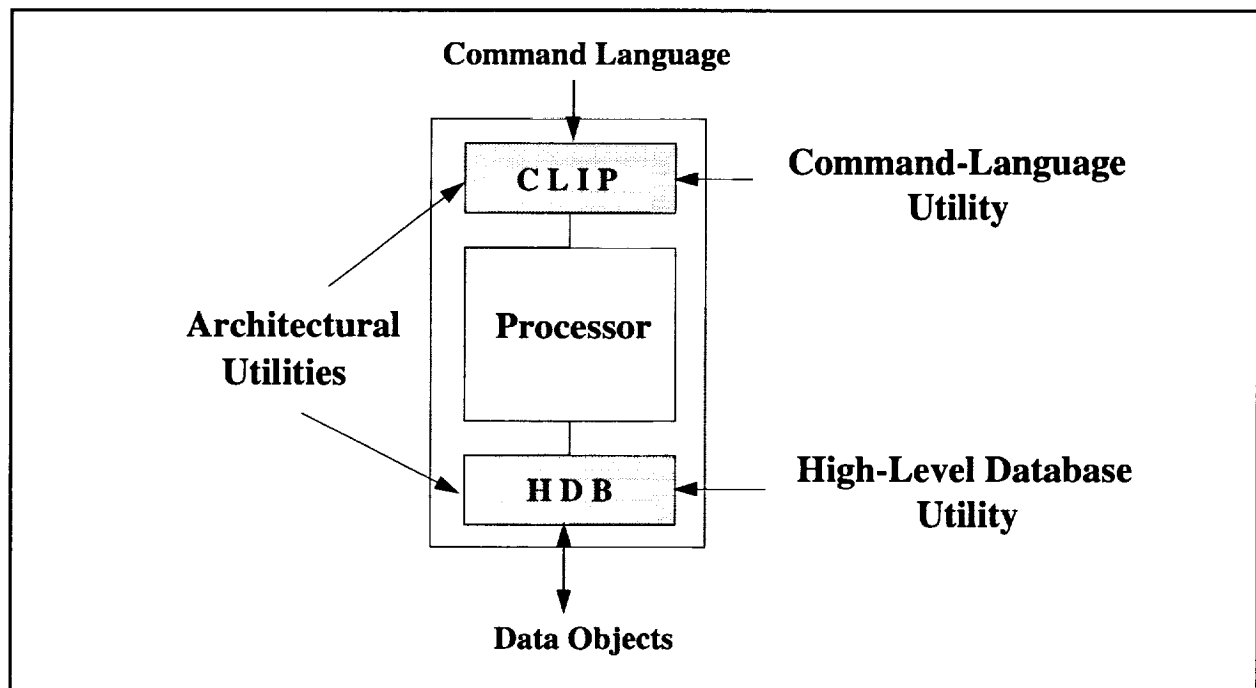 Command Language
C L I P
Command-Language
Utility
Architectural
Utilities
Processor
H D B
High-Level Database
Utility
Data Objects